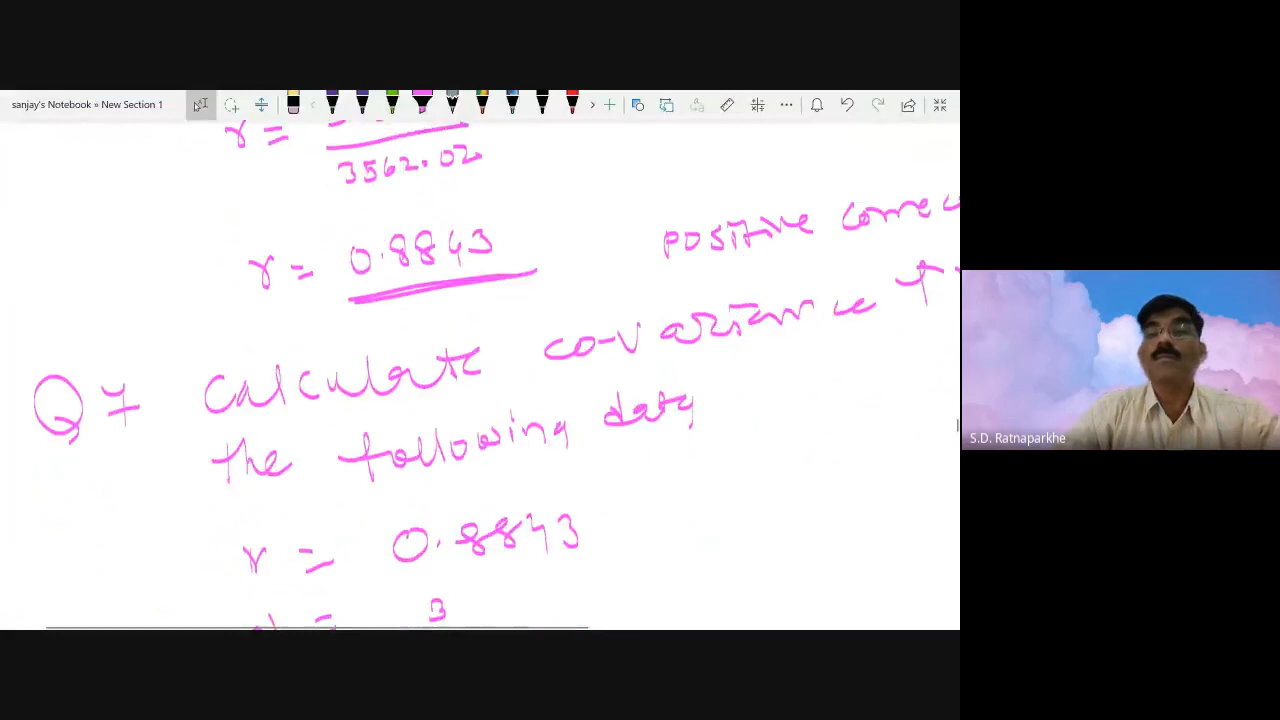 sanjay's Notebook » New Section 1
r =
3562.02
r = 0.8843
positive
Q7 Calculate co-variance
the following data
r = 0.8843
= 3
S.D. Ratnaparkhe